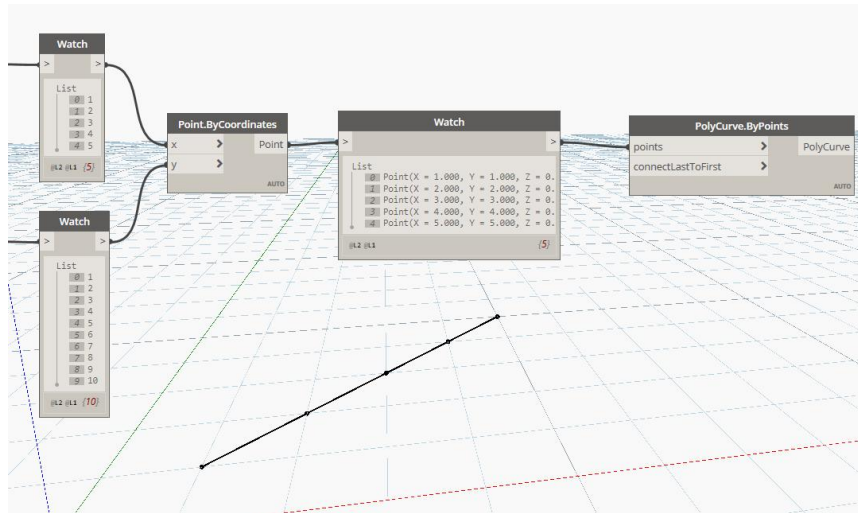 Watch
> >
List
0 1
1 2
2 3
3 4
4 5
@L2 @L1 {5}
Point.ByCoordinates
x > Point
y >
AUTO
Watch
> >
List
0 Point(X = 1.000, Y = 1.000, Z = 0.
1 Point(X = 2.000, Y = 2.000, Z = 0.
2 Point(X = 3.000, Y = 3.000, Z = 0.
3 Point(X = 4.000, Y = 4.000, Z = 0.
4 Point(X = 5.000, Y = 5.000, Z = 0.
@L2 @L1 {5}
PolyCurve.ByPoints
points > PolyCurve
connectLastToFirst >
AUTO
Watch
> >
List
0 1
1 2
2 3
3 4
4 5
5 6
6 7
7 8
8 9
9 10
@L2 @L1 {10}